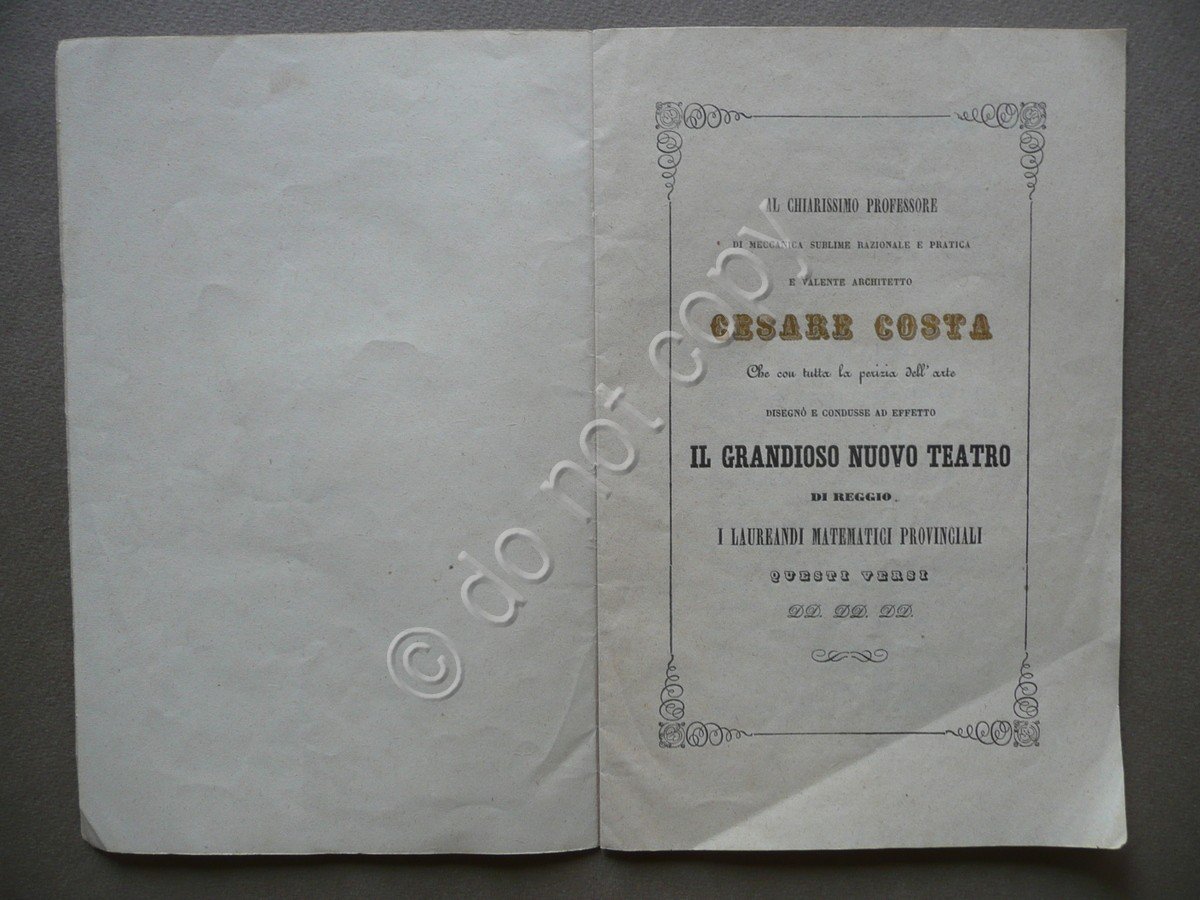 AL CHIARISSIMO PROFESSORE
DI MECCANICA SUBLIME RAZIONALE E PRATICA
E VALENTE ARCHITETTO
CESARE COSTA
Che con tutta la perizia dell'arte
DISEGNÒ E CONDUSSE AD EFFETTO
IL GRANDIOSO NUOVO TEATRO
DI REGGIO
I LAUREANDI MATEMATICI PROVINCIALI
QUESTI VERSI
DD. DD. DD.
© do not copy